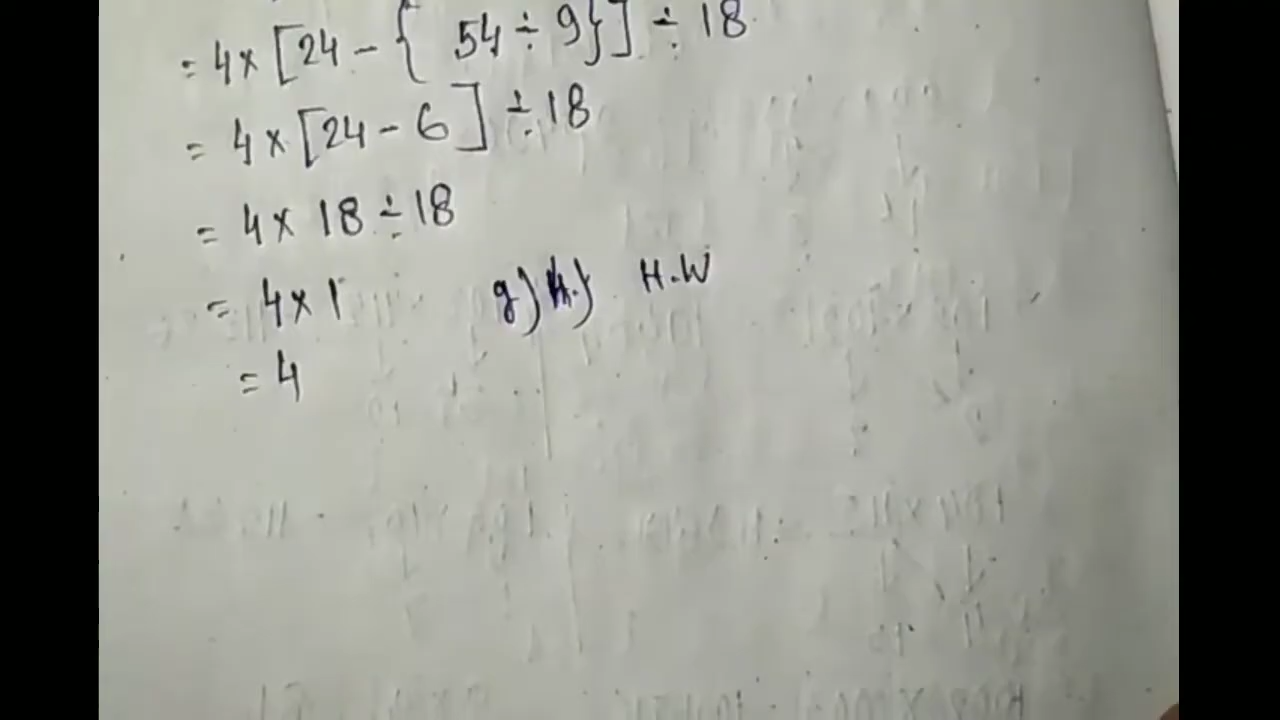 = 4 × [24 - { 54 ÷ 9}] ÷ 18
= 4 × [24 - 6] ÷ 18
= 4 × 18 ÷ 18
= 4 × 1
g) h.) H.W
= 4